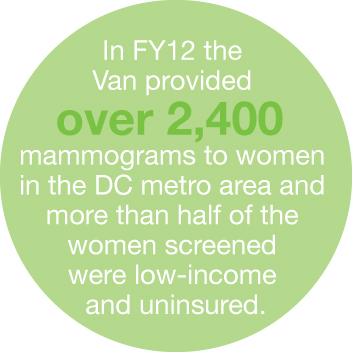 In FY12 the
Van provided
over 2,400
mammograms to women
in the DC metro area and
more than half of the
women screened
were low-income
and uninsured.